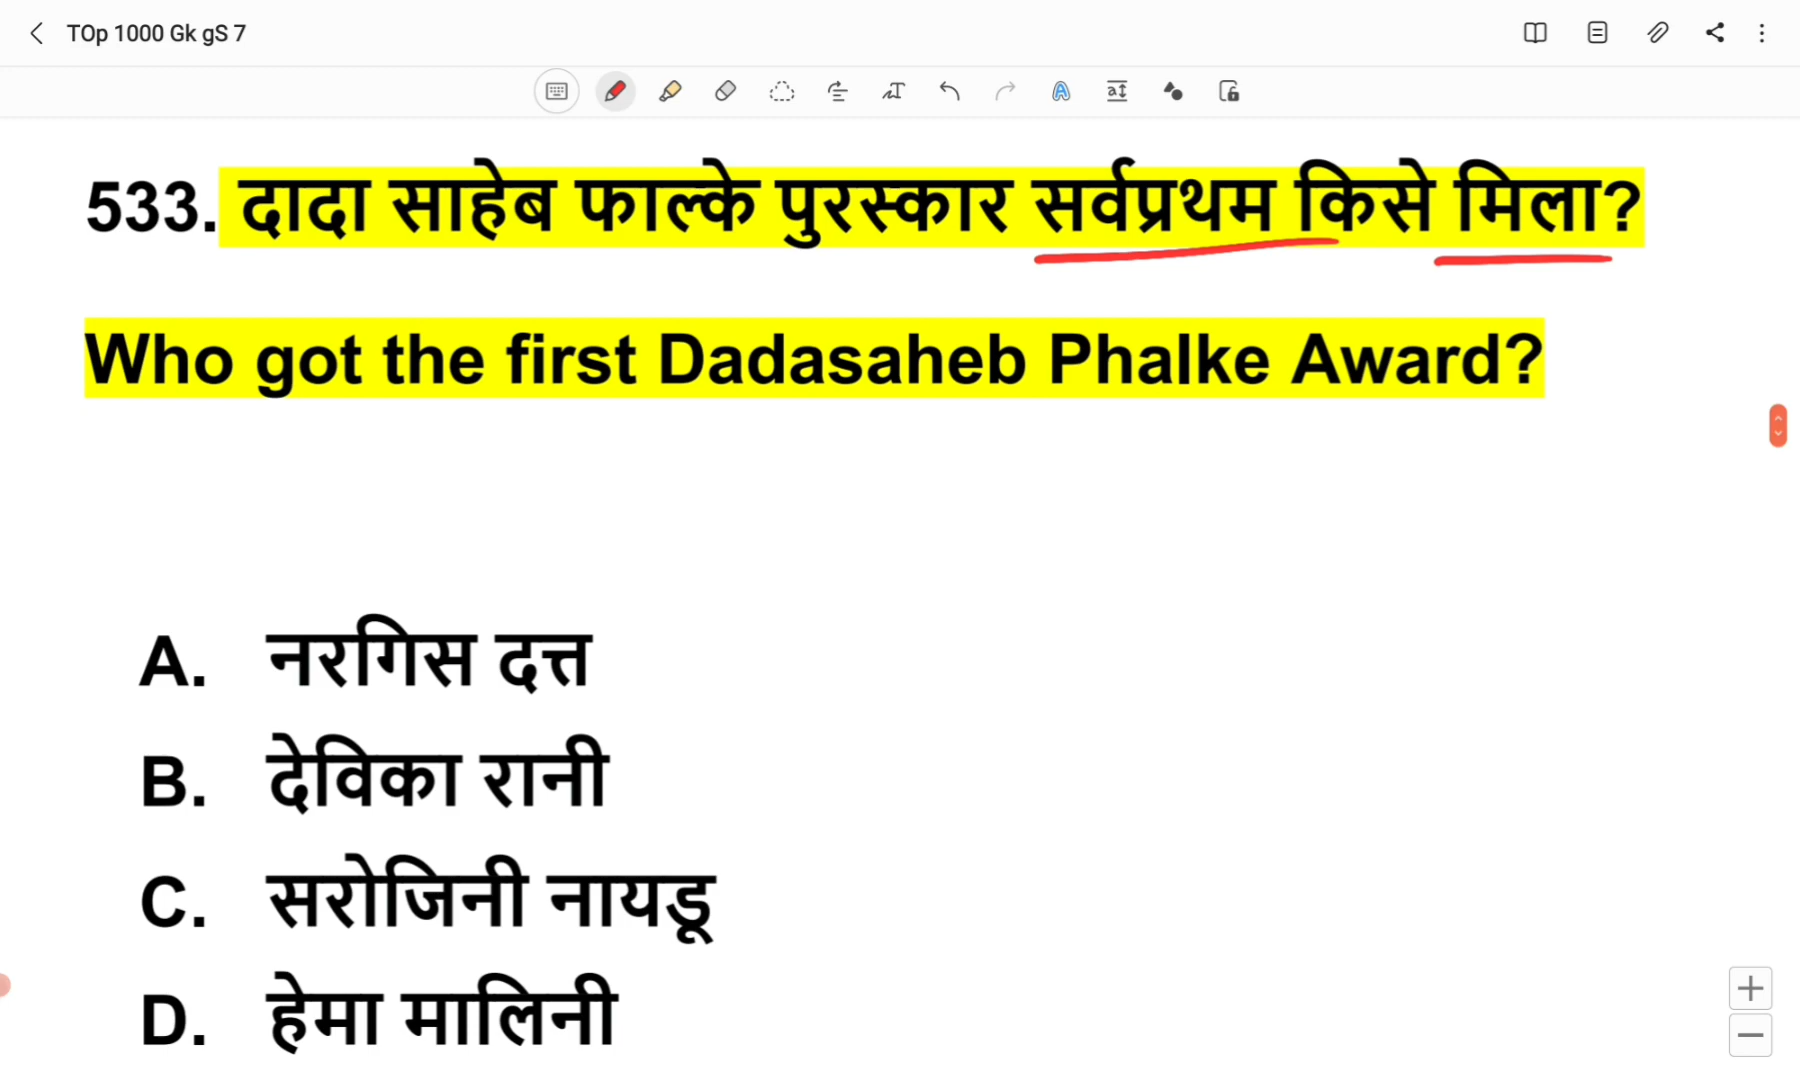 TOp 1000 Gk gS 7
533. दादा साहेब फाल्के पुरस्कार सर्वप्रथम किसे मिला?
Who got the first Dadasaheb Phalke Award?
A. नरगिस दत्त
B. देविका रानी
C. सरोजिनी नायडू
D. हेमा मालिनी